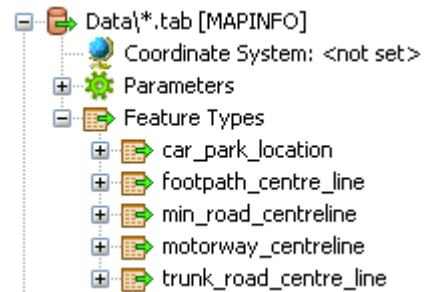 Data\*.tab [MAPINFO]
Coordinate System: <not set>
Parameters
Feature Types
car_park_location
footpath_centre_line
min_road_centreline
motorway_centreline
trunk_road_centre_line